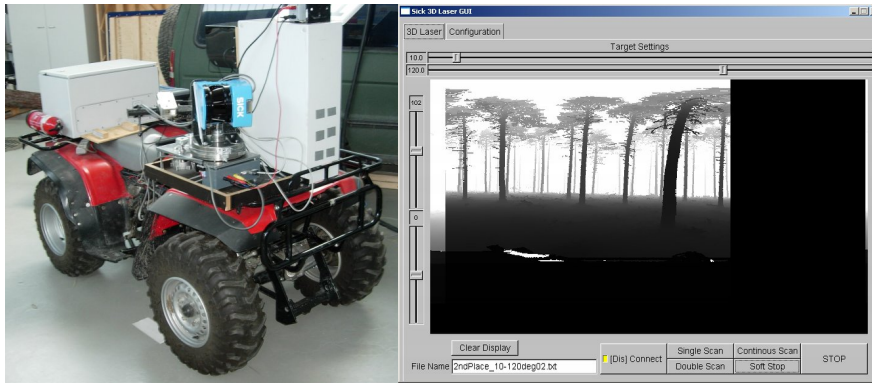 SICK
Sick 3D Laser GUI
3D Laser
Configuration
Target Settings
10.0
120.0
102
0
Clear Display
File Name
2ndPlace_10-120deg02.txt
[Dis] Connect
Single Scan
Continous Scan
Double Scan
Soft Stop
STOP